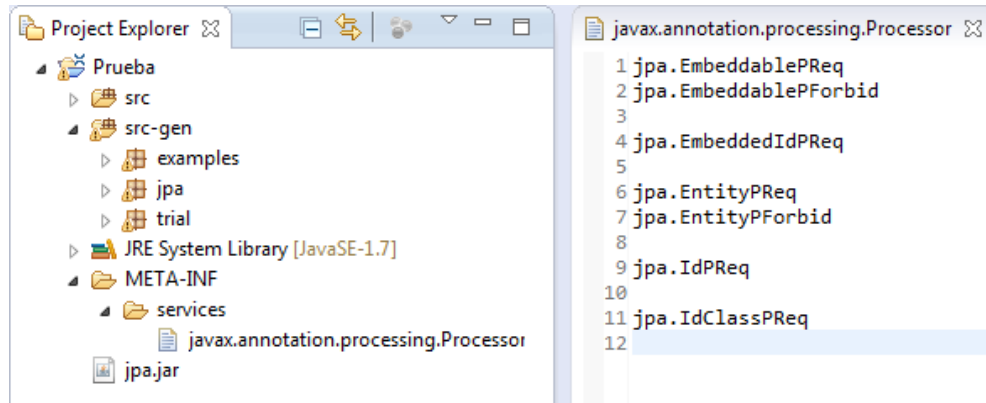 Project Explorer
Prueba
src
src-gen
examples
jpa
trial
JRE System Library [JavaSE-1.7]
META-INF
services
javax.annotation.processing.Processor
jpa.jar
javax.annotation.processing.Processor
1 jpa.EmbeddablePReq
2 jpa.EmbeddablePForbid
3
4 jpa.EmbeddedIdPReq
5
6 jpa.EntityPReq
7 jpa.EntityPForbid
8
9 jpa.IdPReq
10
11 jpa.IdClassPReq
12